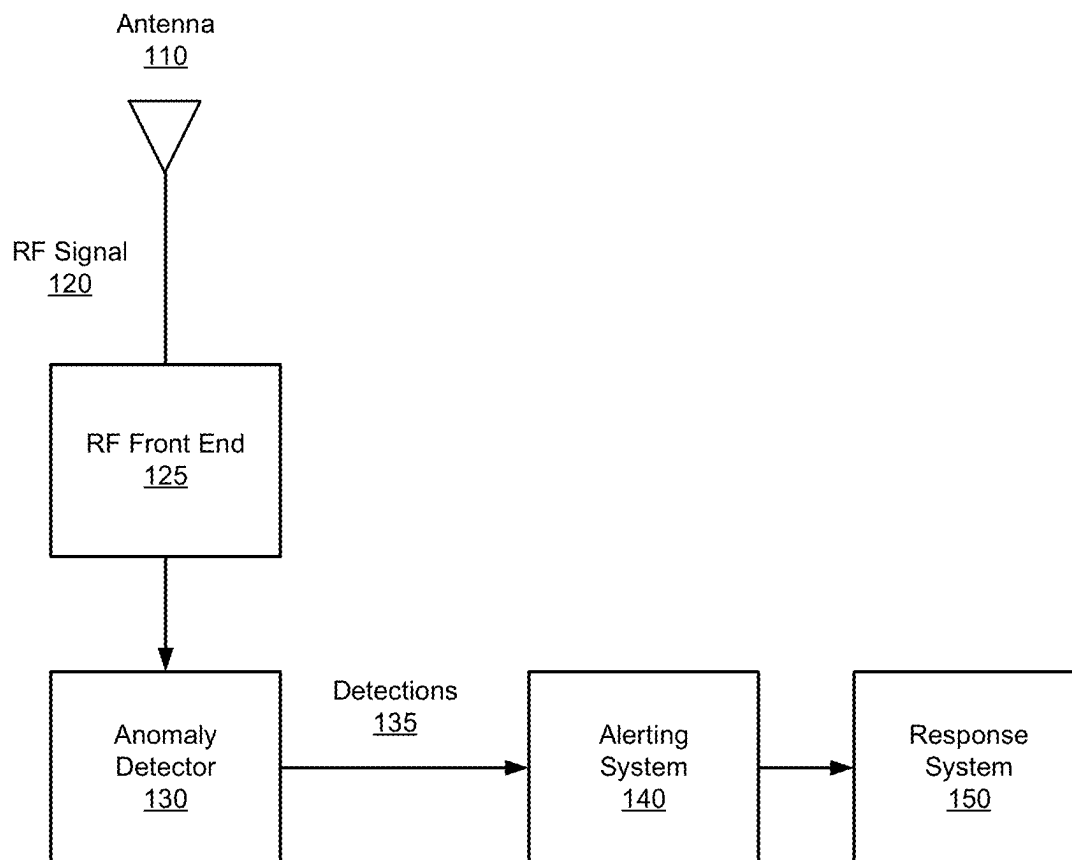 Antenna
110
RF Signal
120
RF Front End
125
Detections
135
Anomaly
Detector
130
Alerting
System
140
Response
System
150